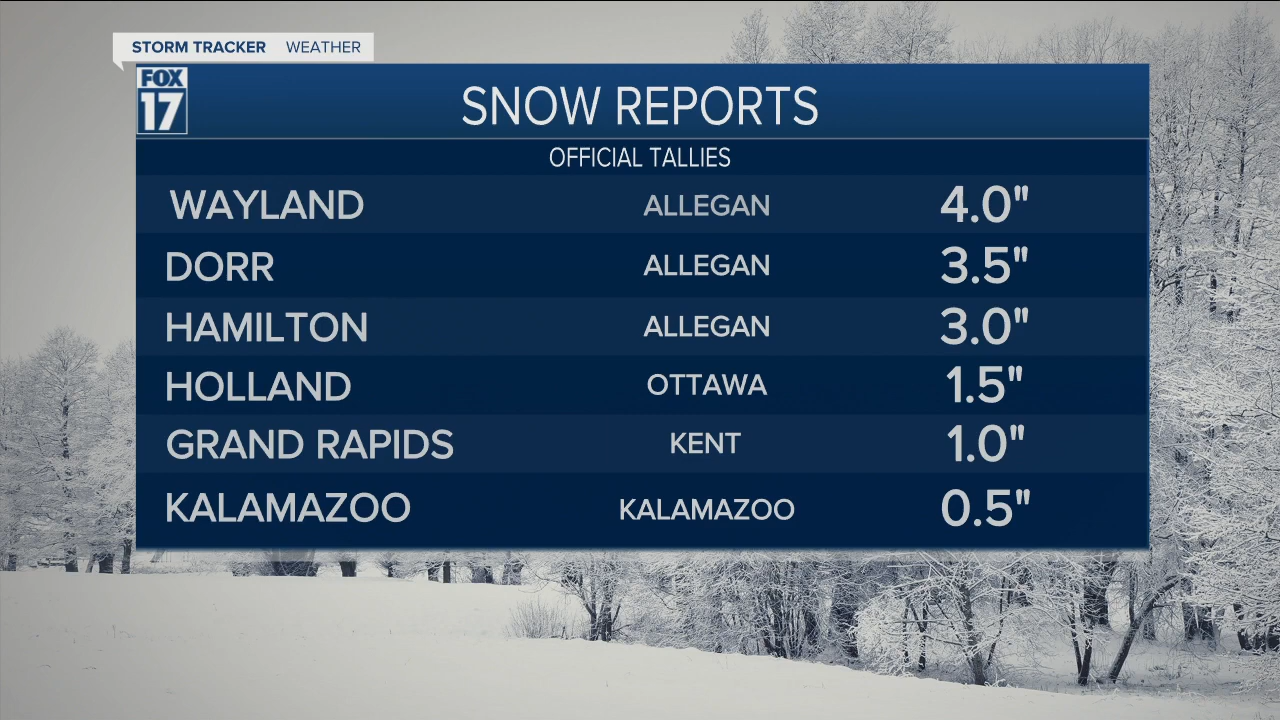 STORM TRACKER WEATHER
FOX
17
SNOW REPORTS
OFFICIAL TALLIES
WAYLAND ALLEGAN 4.0"
DORR ALLEGAN 3.5"
HAMILTON ALLEGAN 3.0"
HOLLAND OTTAWA 1.5"
GRAND RAPIDS KENT 1.0"
KALAMAZOO KALAMAZOO 0.5"